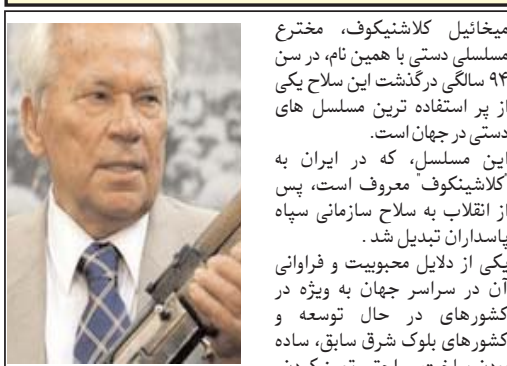 میخائیل کلاشنیکوف، مخترع
مسلسلی دستی با همین نام، در سن
۹۴ سالگی درگذشت این سلاح یکی
از پر استفاده ترین مسلسل های
دستی در جهان است.
این مسلسل، که در ایران به
"کلاشینکوف" معروف است، پس
از انقلاب به سلاح سازمانی سپاه
پاسداران تبدیل شد .
یکی از دلایل محبوبیت و فراوانی
آن در سراسر جهان به ویژه در
کشورهای در حال توسعه و
کشورهای بلوک شرق سابق، ساده